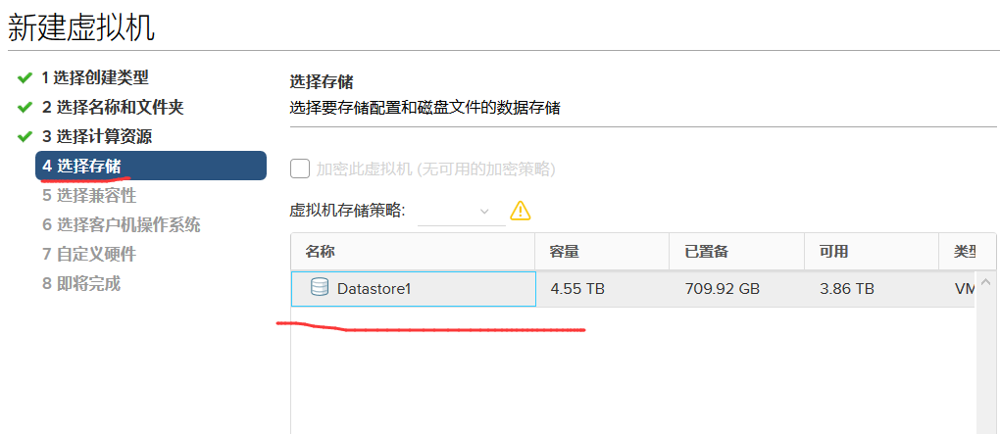 新建虚拟机
1 选择创建类型
2 选择名称和文件夹
3 选择计算资源
4 选择存储
5 选择兼容性
6 选择客户机操作系统
7 自定义硬件
8 即将完成
选择存储
选择要存储配置和磁盘文件的数据存储
加密此虚拟机 (无可用的加密策略)
虚拟机存储策略:
名称 容量 已置备 可用 类型
Datastore1 4.55 TB 709.92 GB 3.86 TB VM